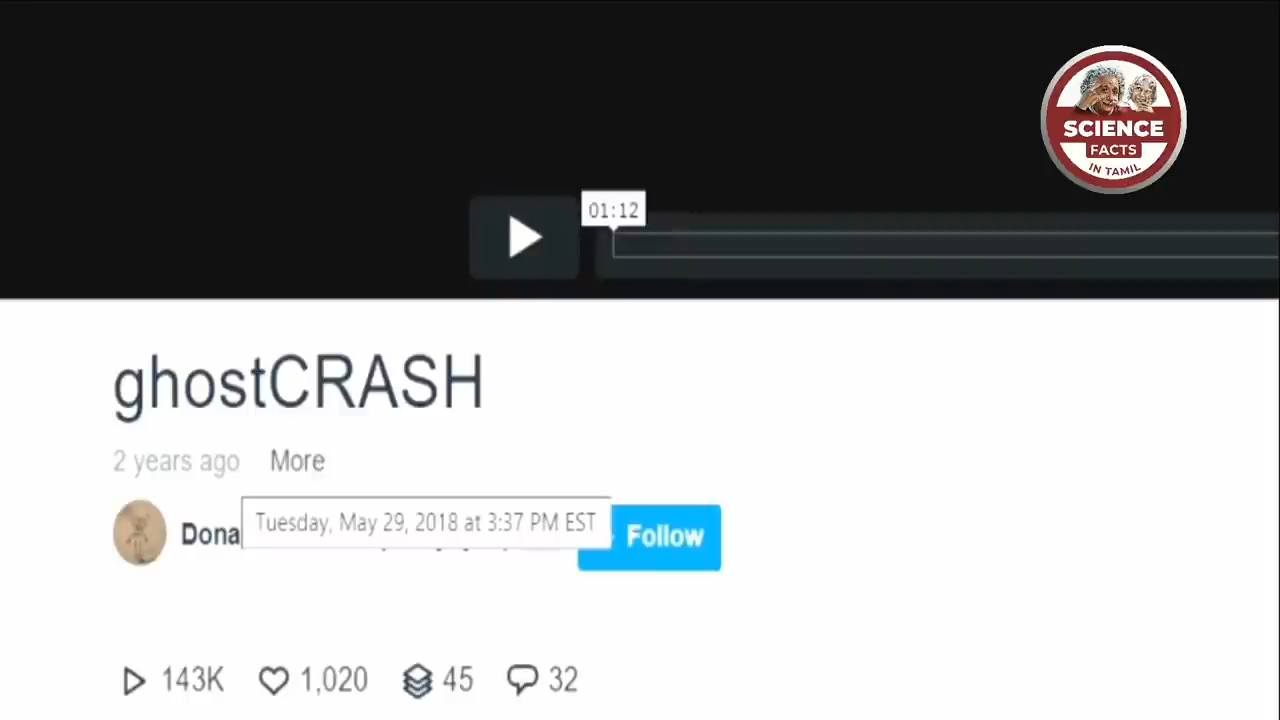 SCIENCE
FACTS
IN TAMIL
01:12
ghostCRASH
2 years ago More
Dona
Tuesday, May 29, 2018 at 3:37 PM EST
Follow
143K 1,020 45 32